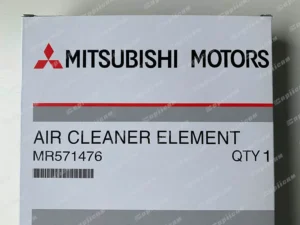 MITSUBISHI MOTORS
AIR CLEANER ELEMENT
MR571476 QTY 1